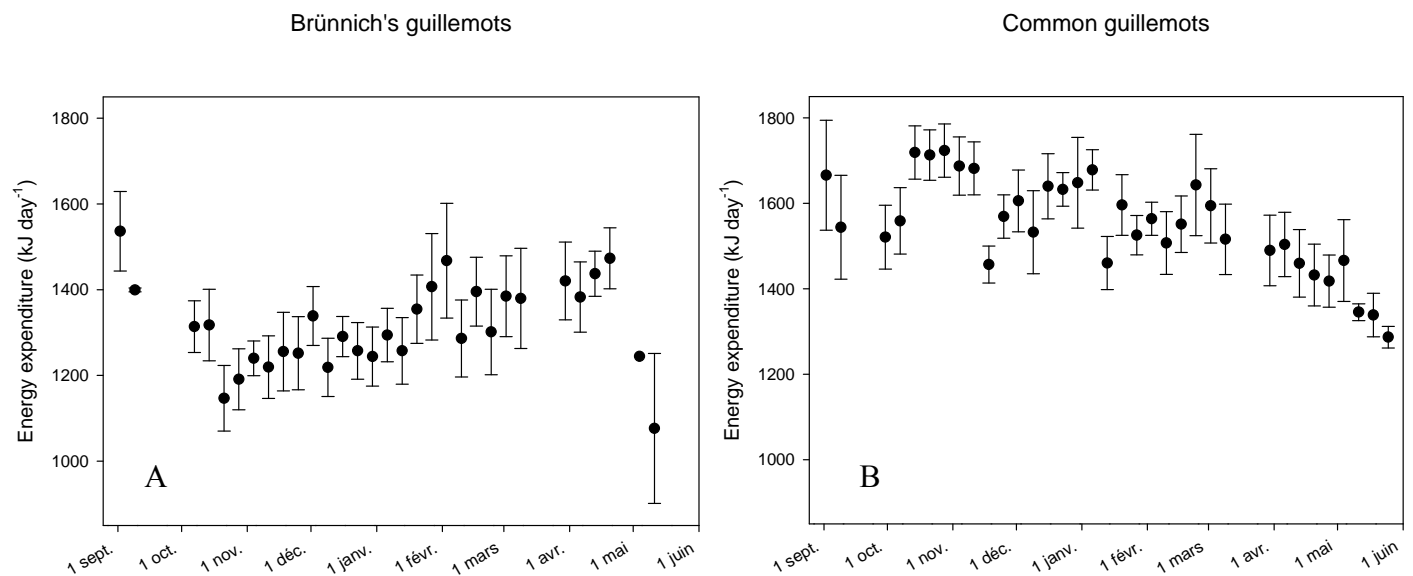 Brünnich's guillemots
Common guillemots
Energy expenditure (kJ day-1)
1800
1600
1400
1200
1000
A
1 sept.
1 oct.
1 nov.
1 déc.
1 janv.
1 févr.
1 mars
1 avr.
1 mai
1 juin
Energy expenditure (kJ day-1)
1800
1600
1400
1200
1000
B
1 sept.
1 oct.
1 nov.
1 déc.
1 janv.
1 févr.
1 mars
1 avr.
1 mai
1 juin